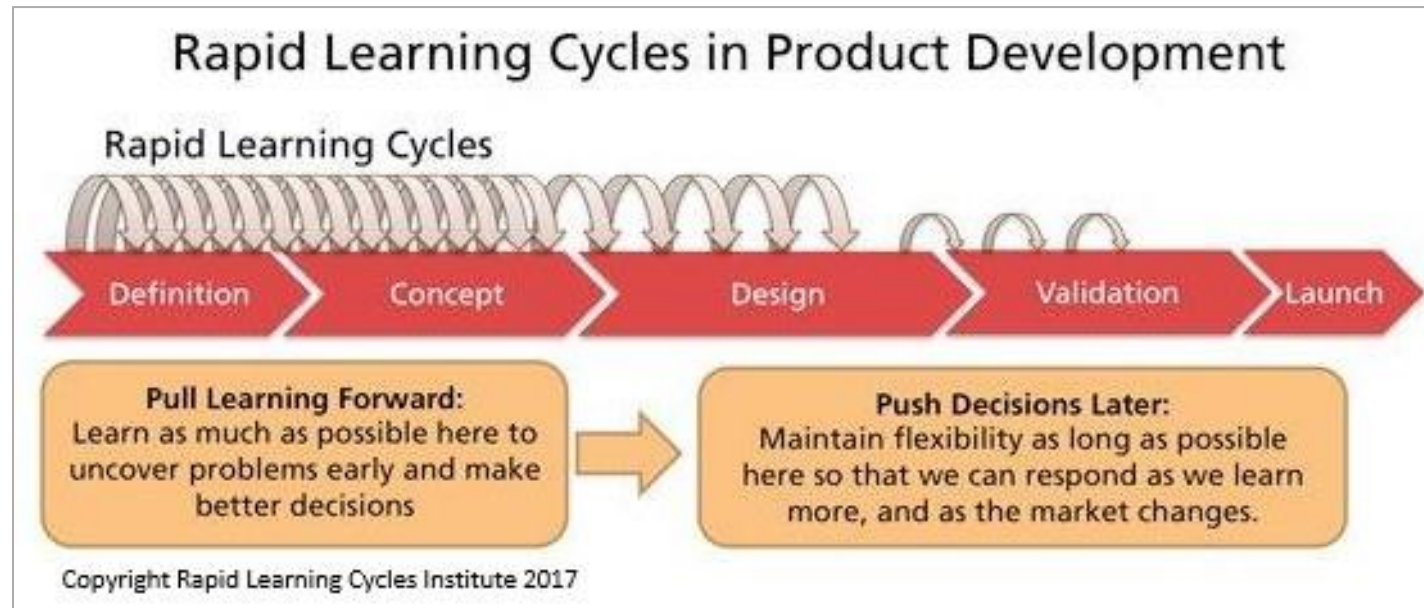 Rapid Learning Cycles in Product Development
Rapid Learning Cycles
Definition
Concept
Design
Validation
Launch
Pull Learning Forward:
Learn as much as possible here to
uncover problems early and make
better decisions
Push Decisions Later:
Maintain flexibility as long as possible
here so that we can respond as we learn
more, and as the market changes.
Copyright Rapid Learning Cycles Institute 2017